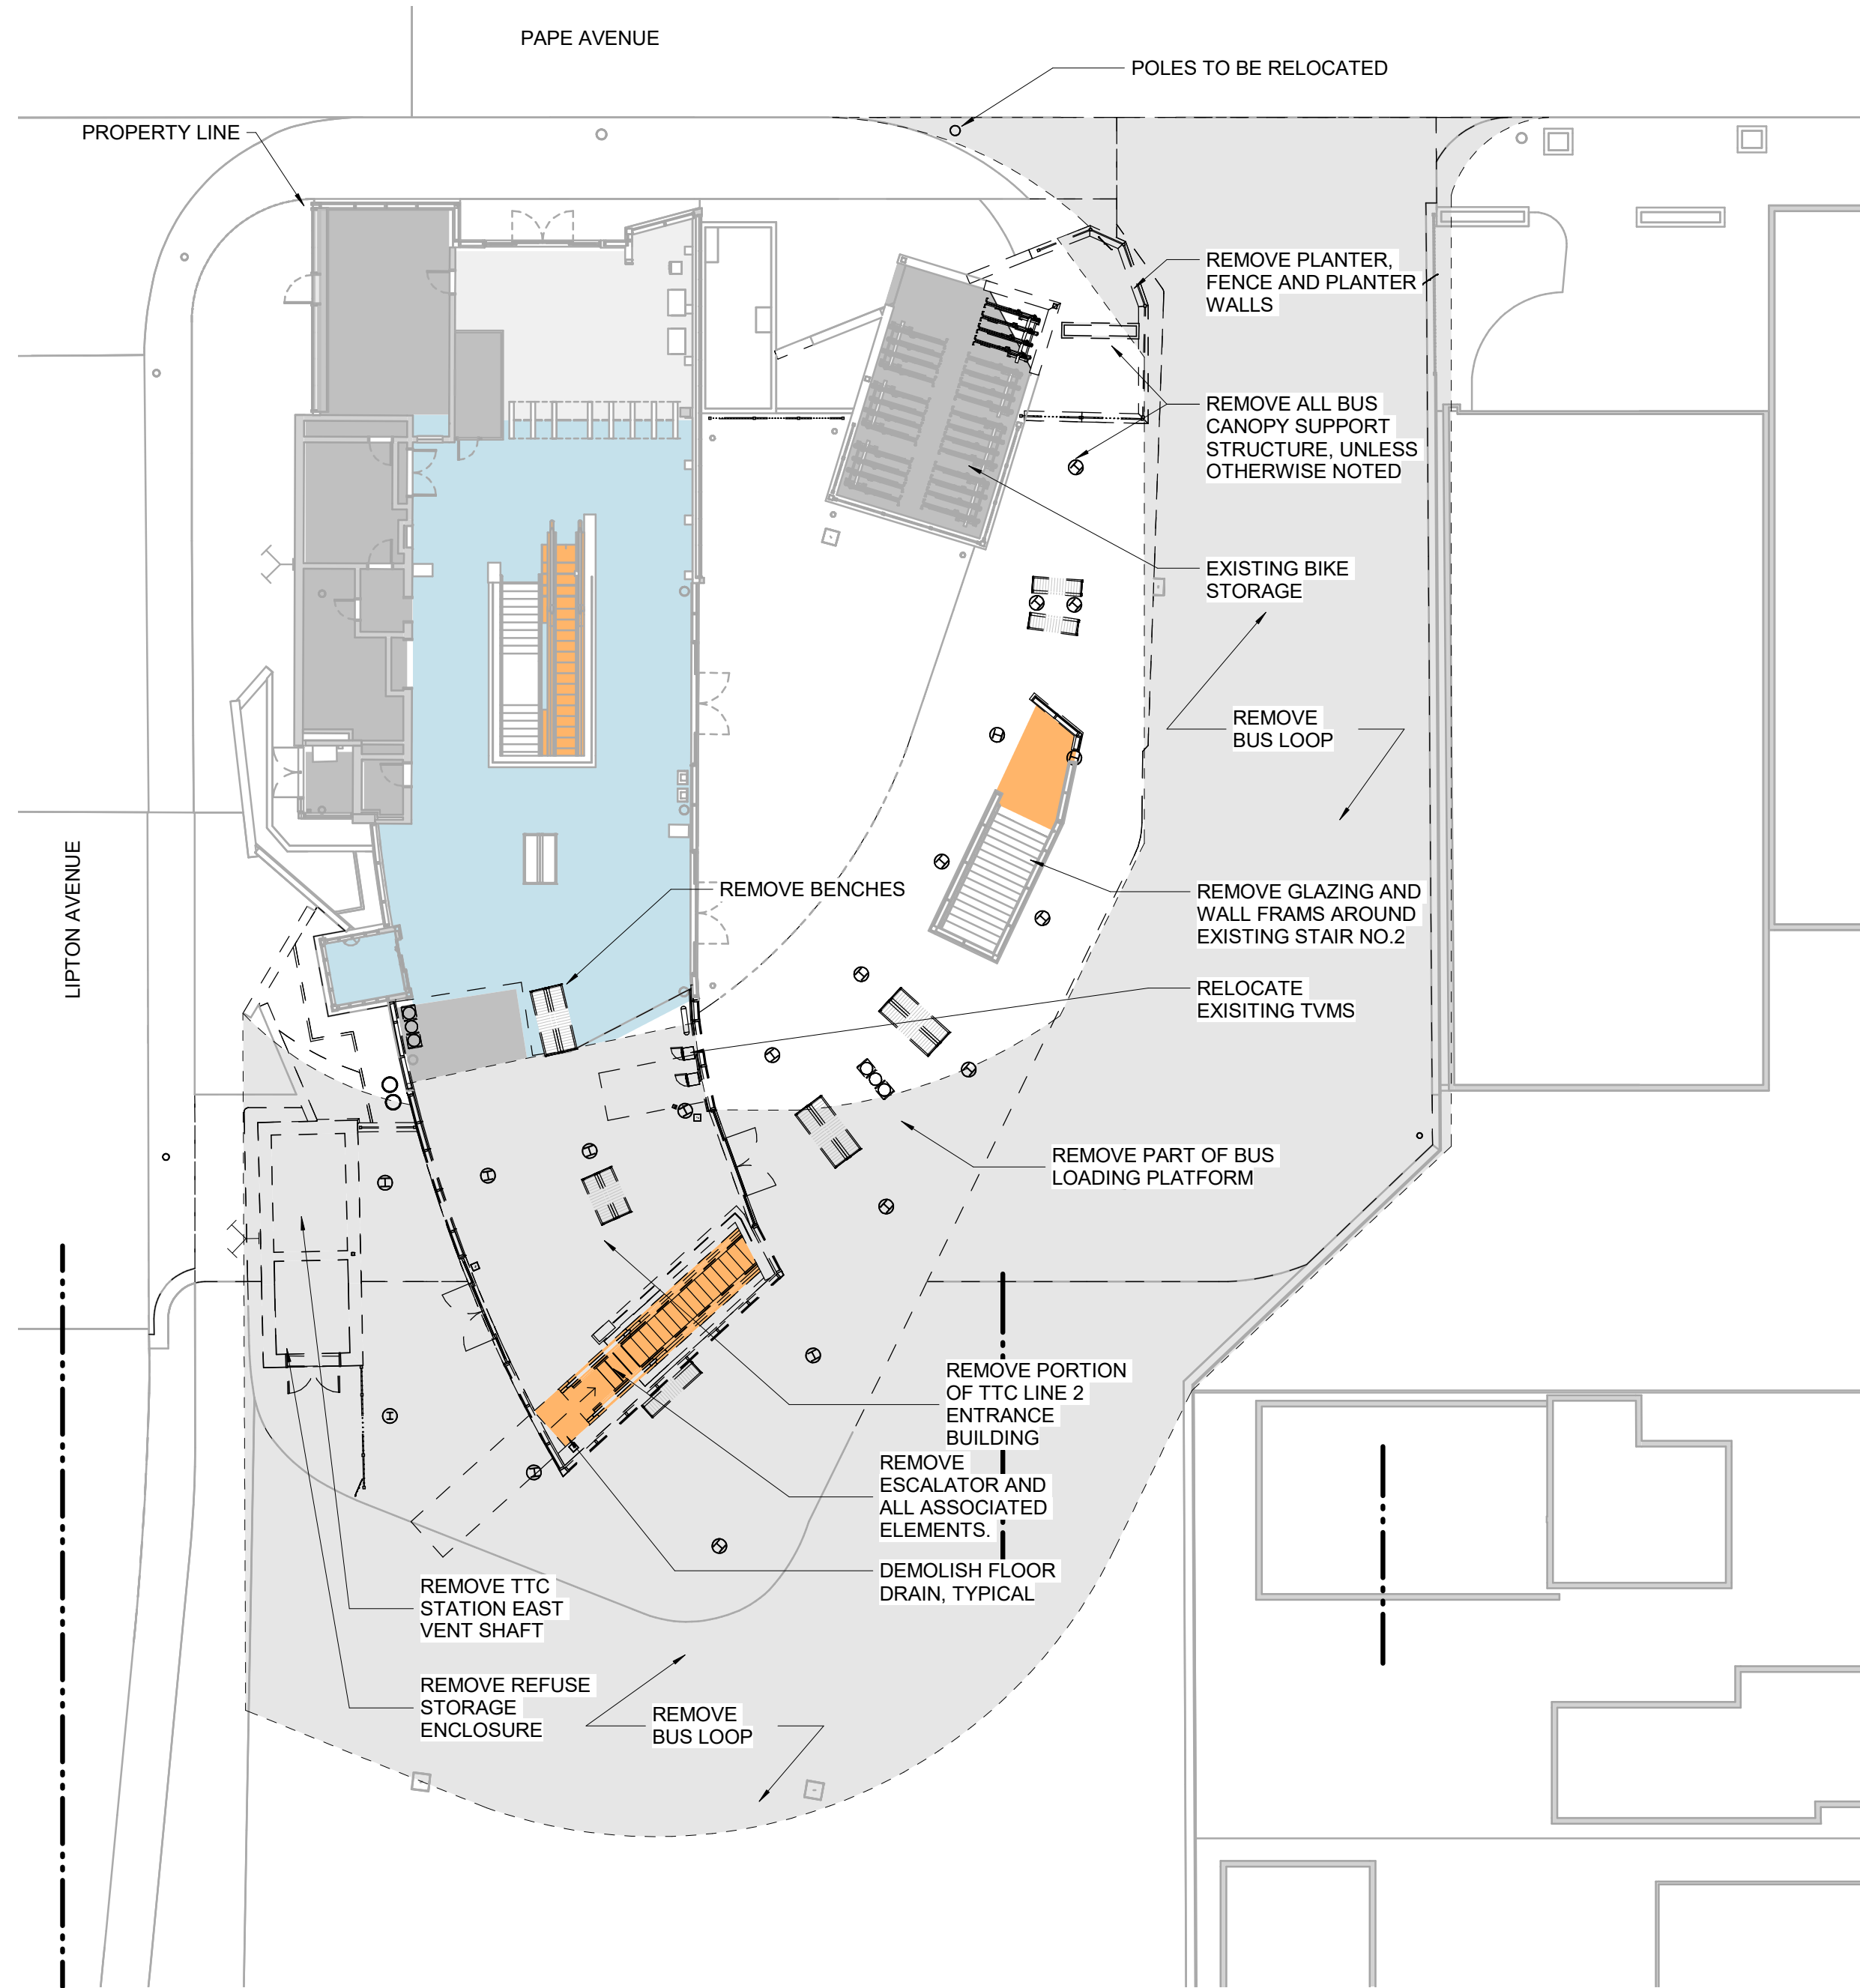 PAPE AVENUE
POLES TO BE RELOCATED
PROPERTY LINE
REMOVE PLANTER,
FENCE AND PLANTER
WALLS
REMOVE ALL BUS
CANOPY SUPPORT
STRUCTURE, UNLESS
OTHERWISE NOTED
EXISTING BIKE
STORAGE
REMOVE
BUS LOOP
LIPTON AVENUE
REMOVE BENCHES
REMOVE GLAZING AND
WALL FRAMS AROUND
EXISTING STAIR NO.2
RELOCATE
EXISITING TVMS
REMOVE PART OF BUS
LOADING PLATFORM
REMOVE PORTION
OF TTC LINE 2
ENTRANCE
BUILDING
REMOVE
ESCALATOR AND
ALL ASSOCIATED
ELEMENTS.
DEMOLISH FLOOR
DRAIN, TYPICAL
REMOVE TTC
STATION EAST
VENT SHAFT
REMOVE REFUSE
STORAGE
ENCLOSURE
REMOVE
BUS LOOP